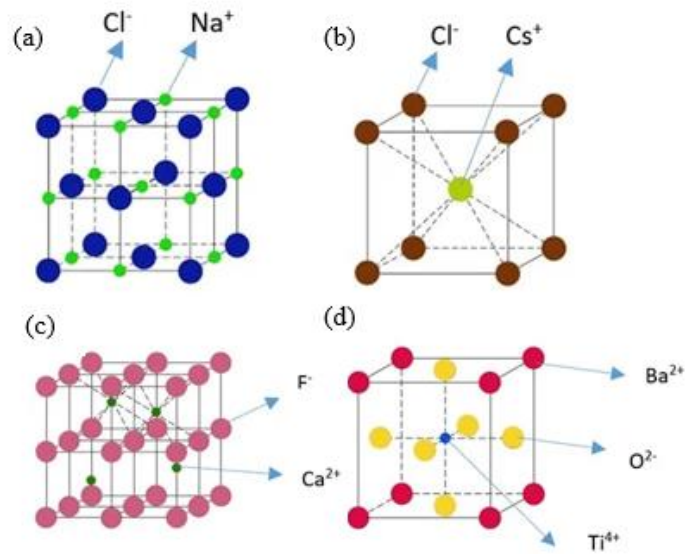 (a) Cl⁻ Na⁺
(b) Cl⁻ Cs⁺
(c) F⁻
Ca²⁺
(d) Ba²⁺
O²⁻
Ti⁴⁺